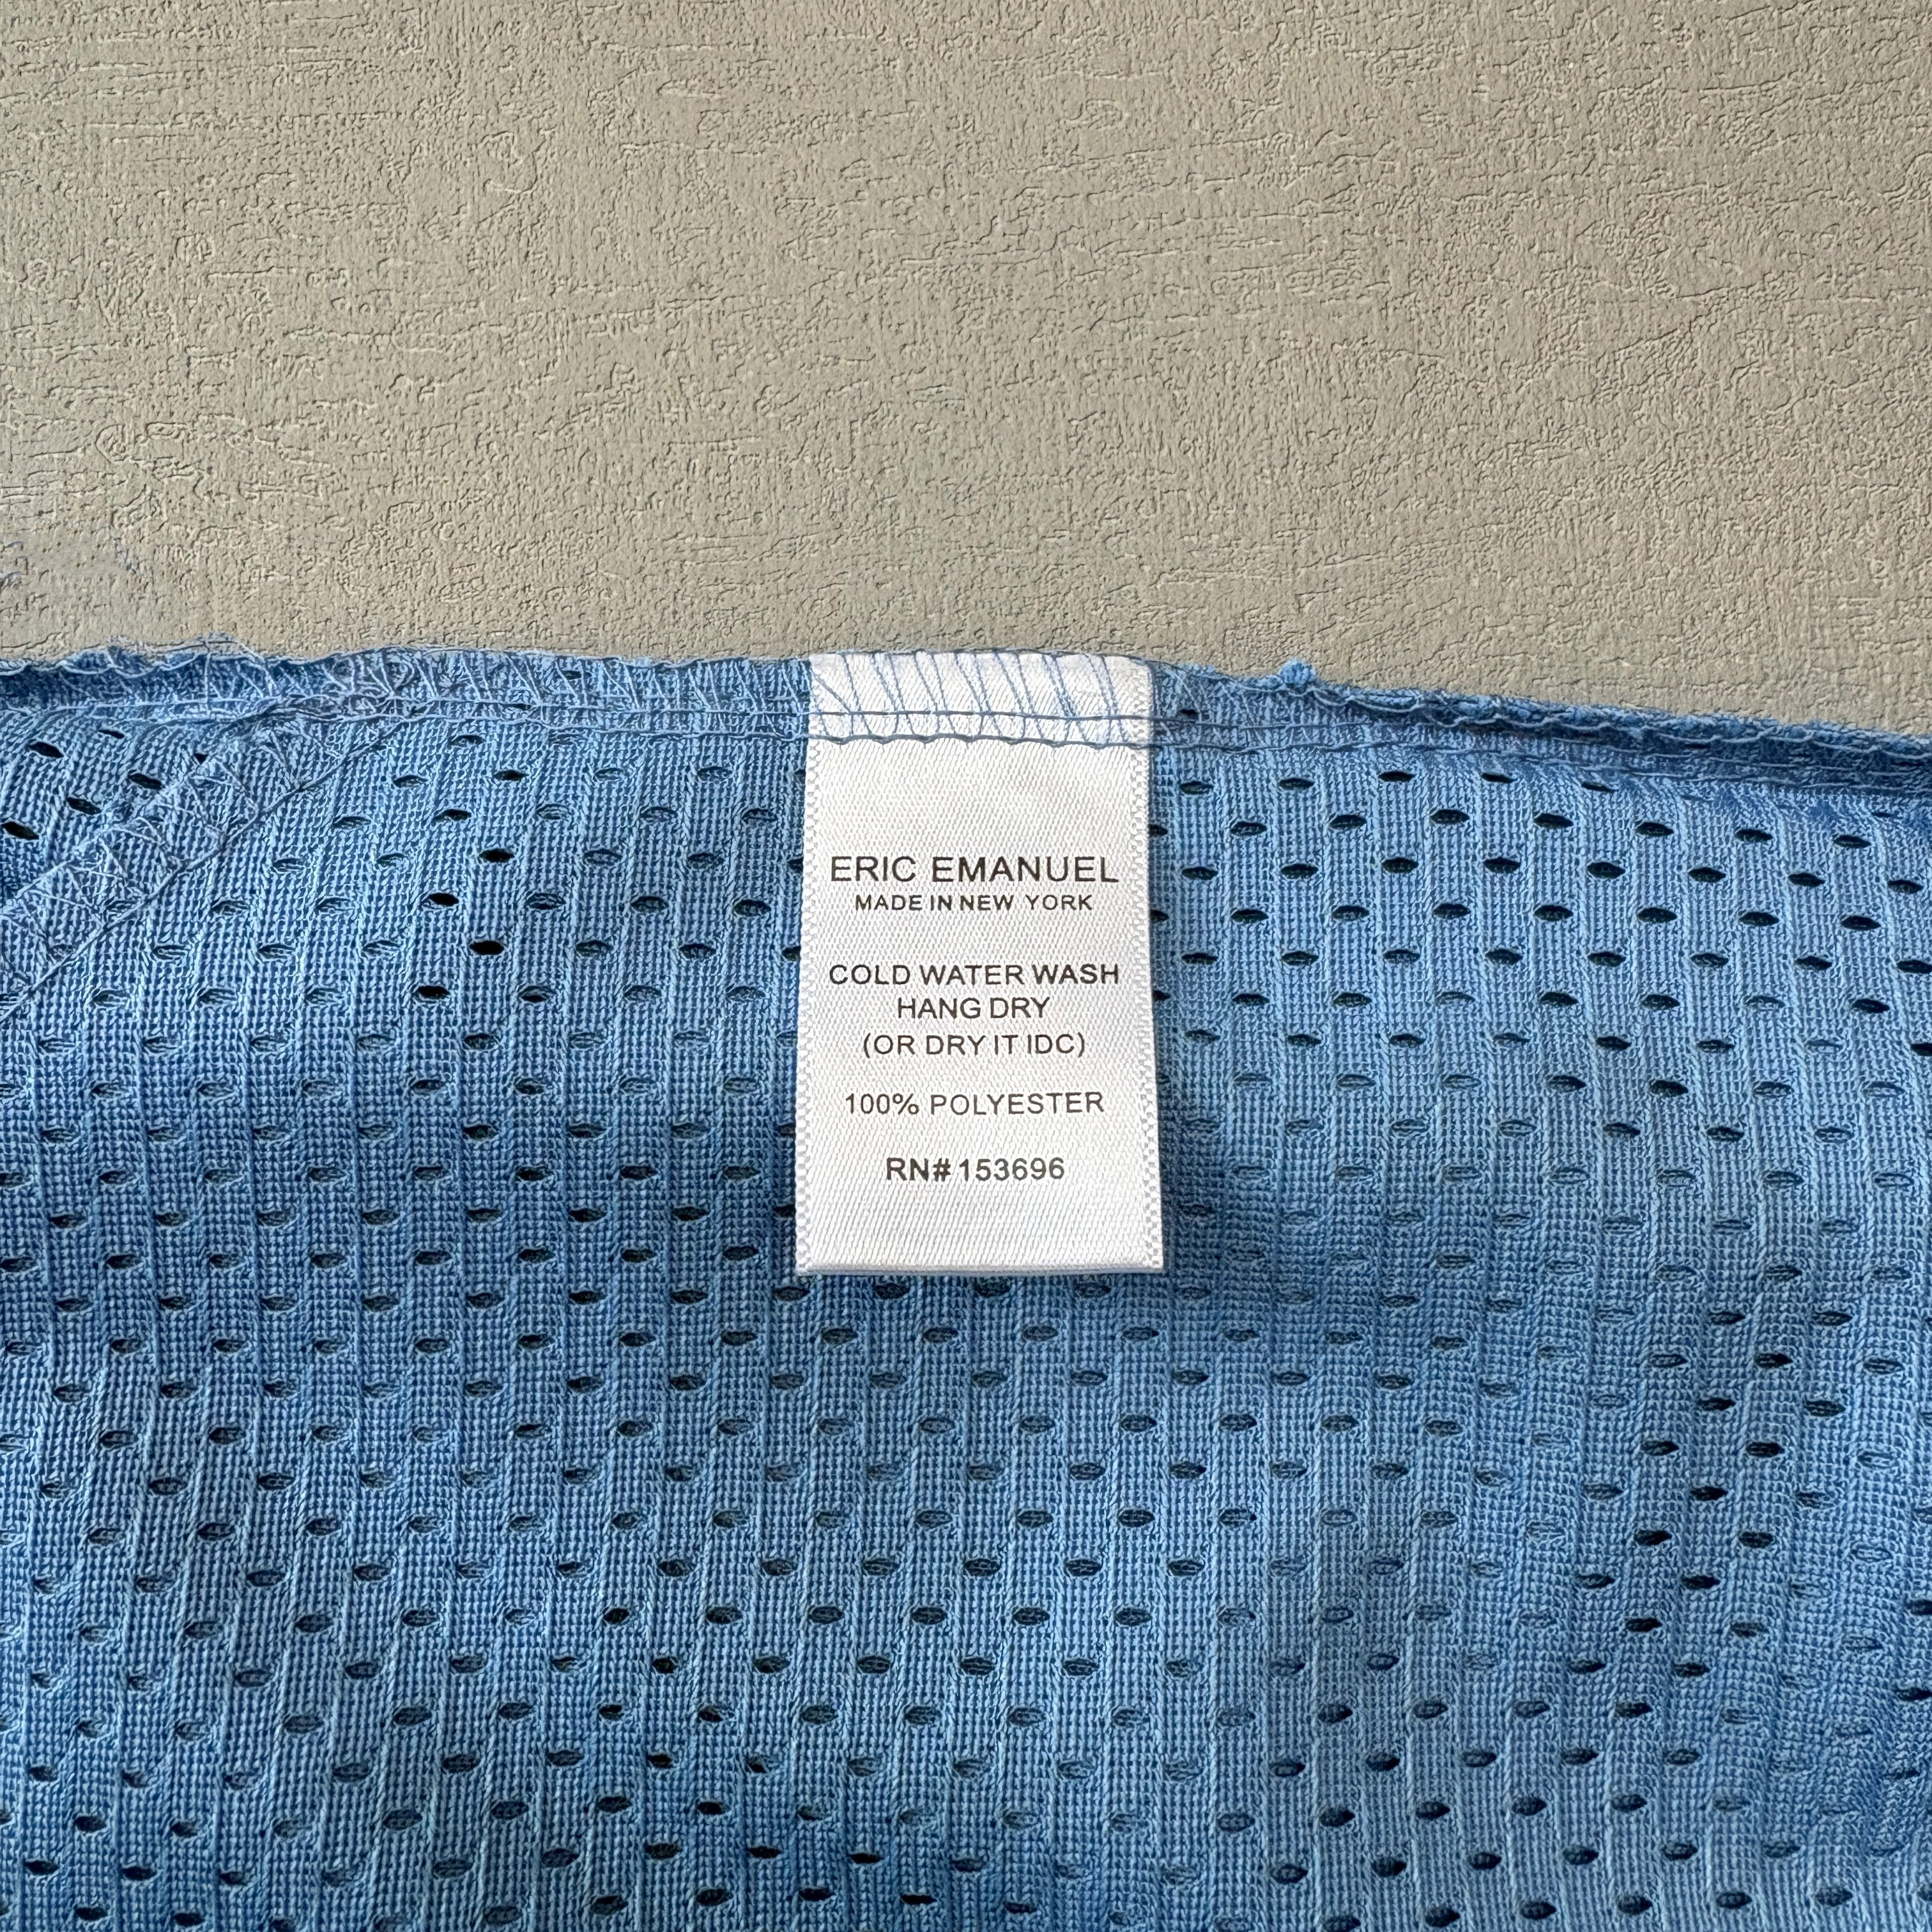 ERIC EMANUEL
MADE IN NEW YORK
COLD WATER WASH
HANG DRY
(OR DRY IT IDC)
100% POLYESTER
RN# 153696